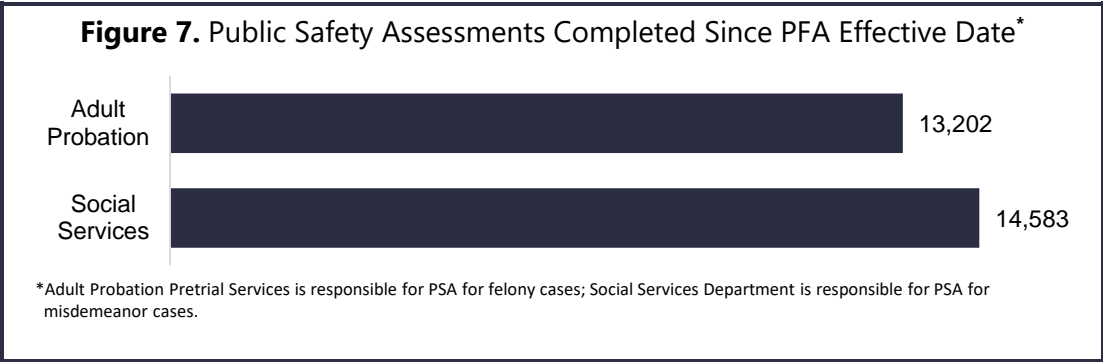 Figure 7. Public Safety Assessments Completed Since PFA Effective Date*
Adult
Probation
13,202
Social
Services
14,583
*Adult Probation Pretrial Services is responsible for PSA for felony cases; Social Services Department is responsible for PSA for
misdemeanor cases.